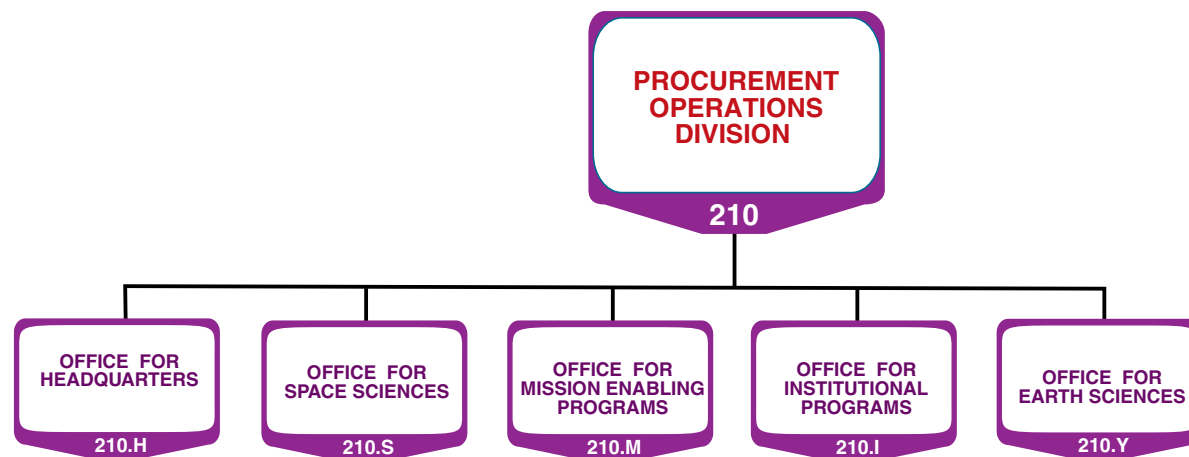 PROCUREMENT
OPERATIONS
DIVISION
210
OFFICE FOR
HEADQUARTERS
210.H
OFFICE FOR
SPACE SCIENCES
210.S
OFFICE FOR
MISSION ENABLING
PROGRAMS
210.M
OFFICE FOR
INSTITUTIONAL
PROGRAMS
210.I
OFFICE FOR
EARTH SCIENCES
210.Y